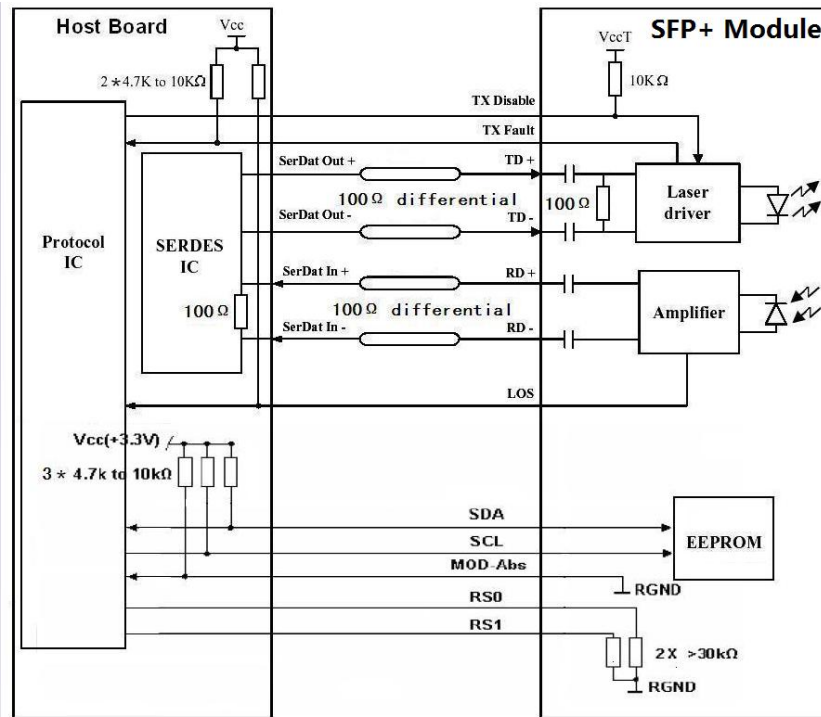 Host Board
Vcc
2*4.7K to 10KΩ
SFP+ Module
VccT
10KΩ
TX Disable
TX Fault
SerDat Out +
TD +
100Ω differential
100Ω
Laser
driver
SerDat Out -
TD -
Protocol
IC
SERDES
IC
SerDat In +
RD +
100Ω
100Ω differential
Amplifier
SerDat In -
RD -
LOS
Vcc(+3.3V)
3 * 4.7k to 10kΩ
SDA
SCL
EEPROM
MOD-Abs
RGND
RS0
RS1
2X >30kΩ
RGND